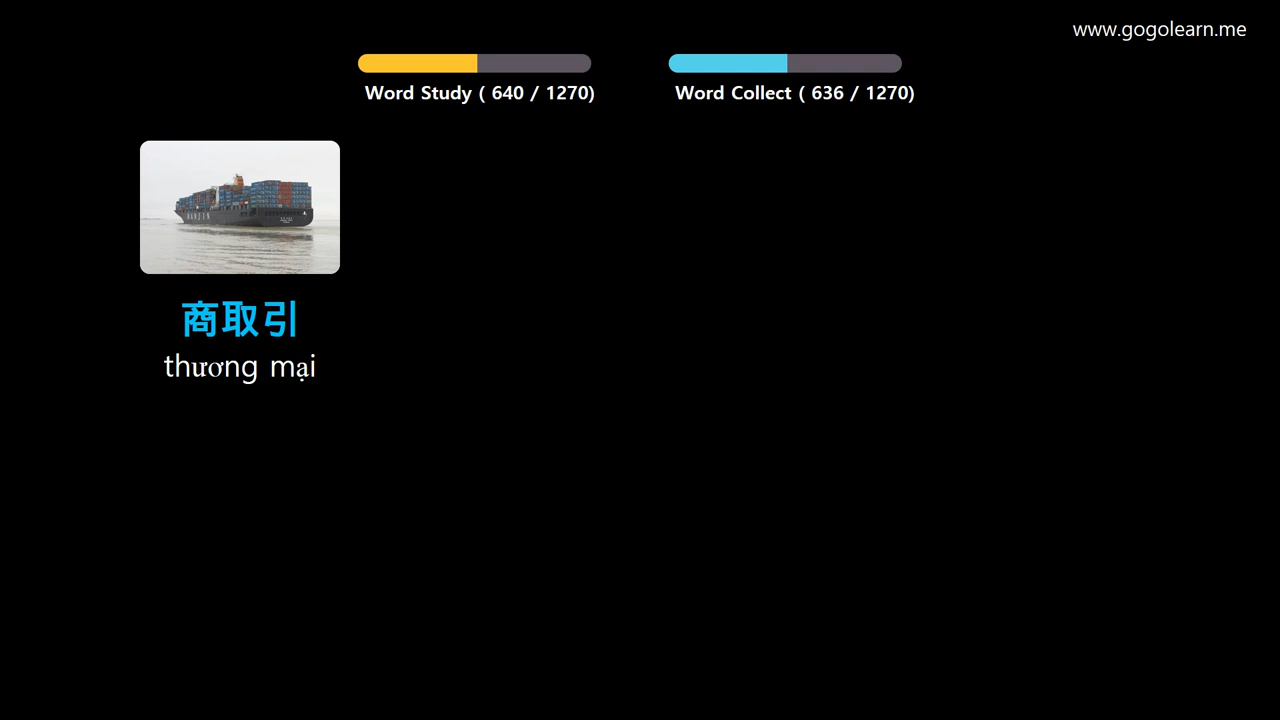 www.gogolearn.me
Word Study ( 640 / 1270)
Word Collect ( 636 / 1270)
商取引
thương mại